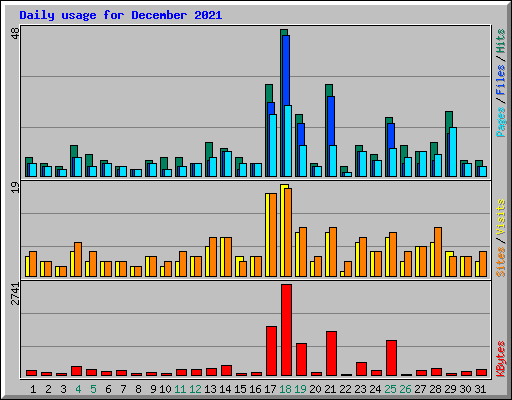 Daily usage for December 2021
48
Pages / Files / Hits
19
Sites / Visits
2741
KBytes
1 2 3 4 5 6 7 8 9 10 11 12 13 14 15 16 17 18 19 20 21 22 23 24 25 26 27 28 29 30 31